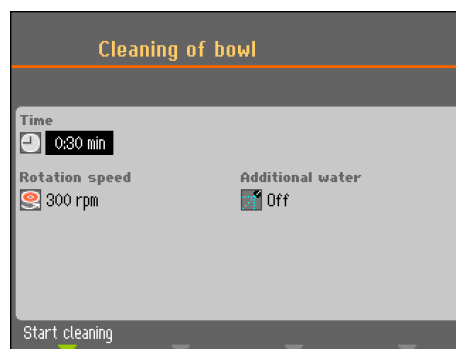 Cleaning of bowl
Time
0:30 min
Rotation speed
Additional water
300 rpm
Off
Start cleaning